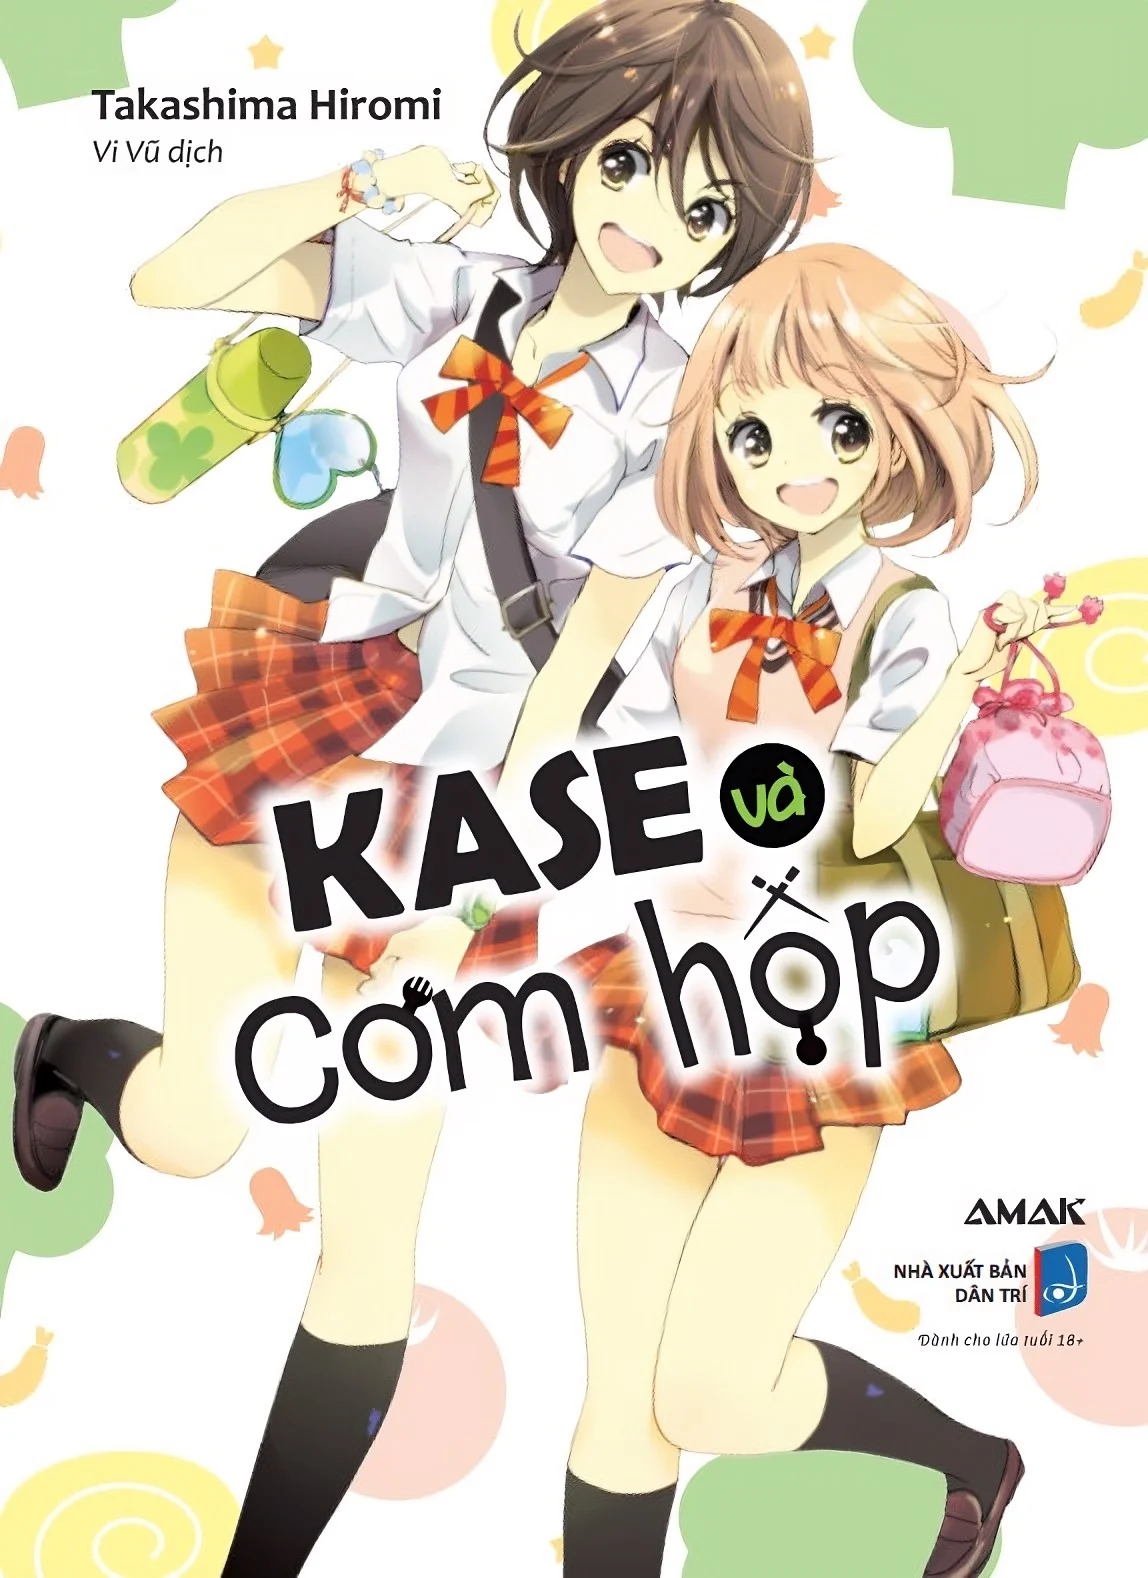 Takashima Hiromi
Vi Vũ dịch
KASE và
Cơm hộp
AMAK
NHÀ XUẤT BẢN
DÂN TRÍ
Dành cho lứa tuổi 18+